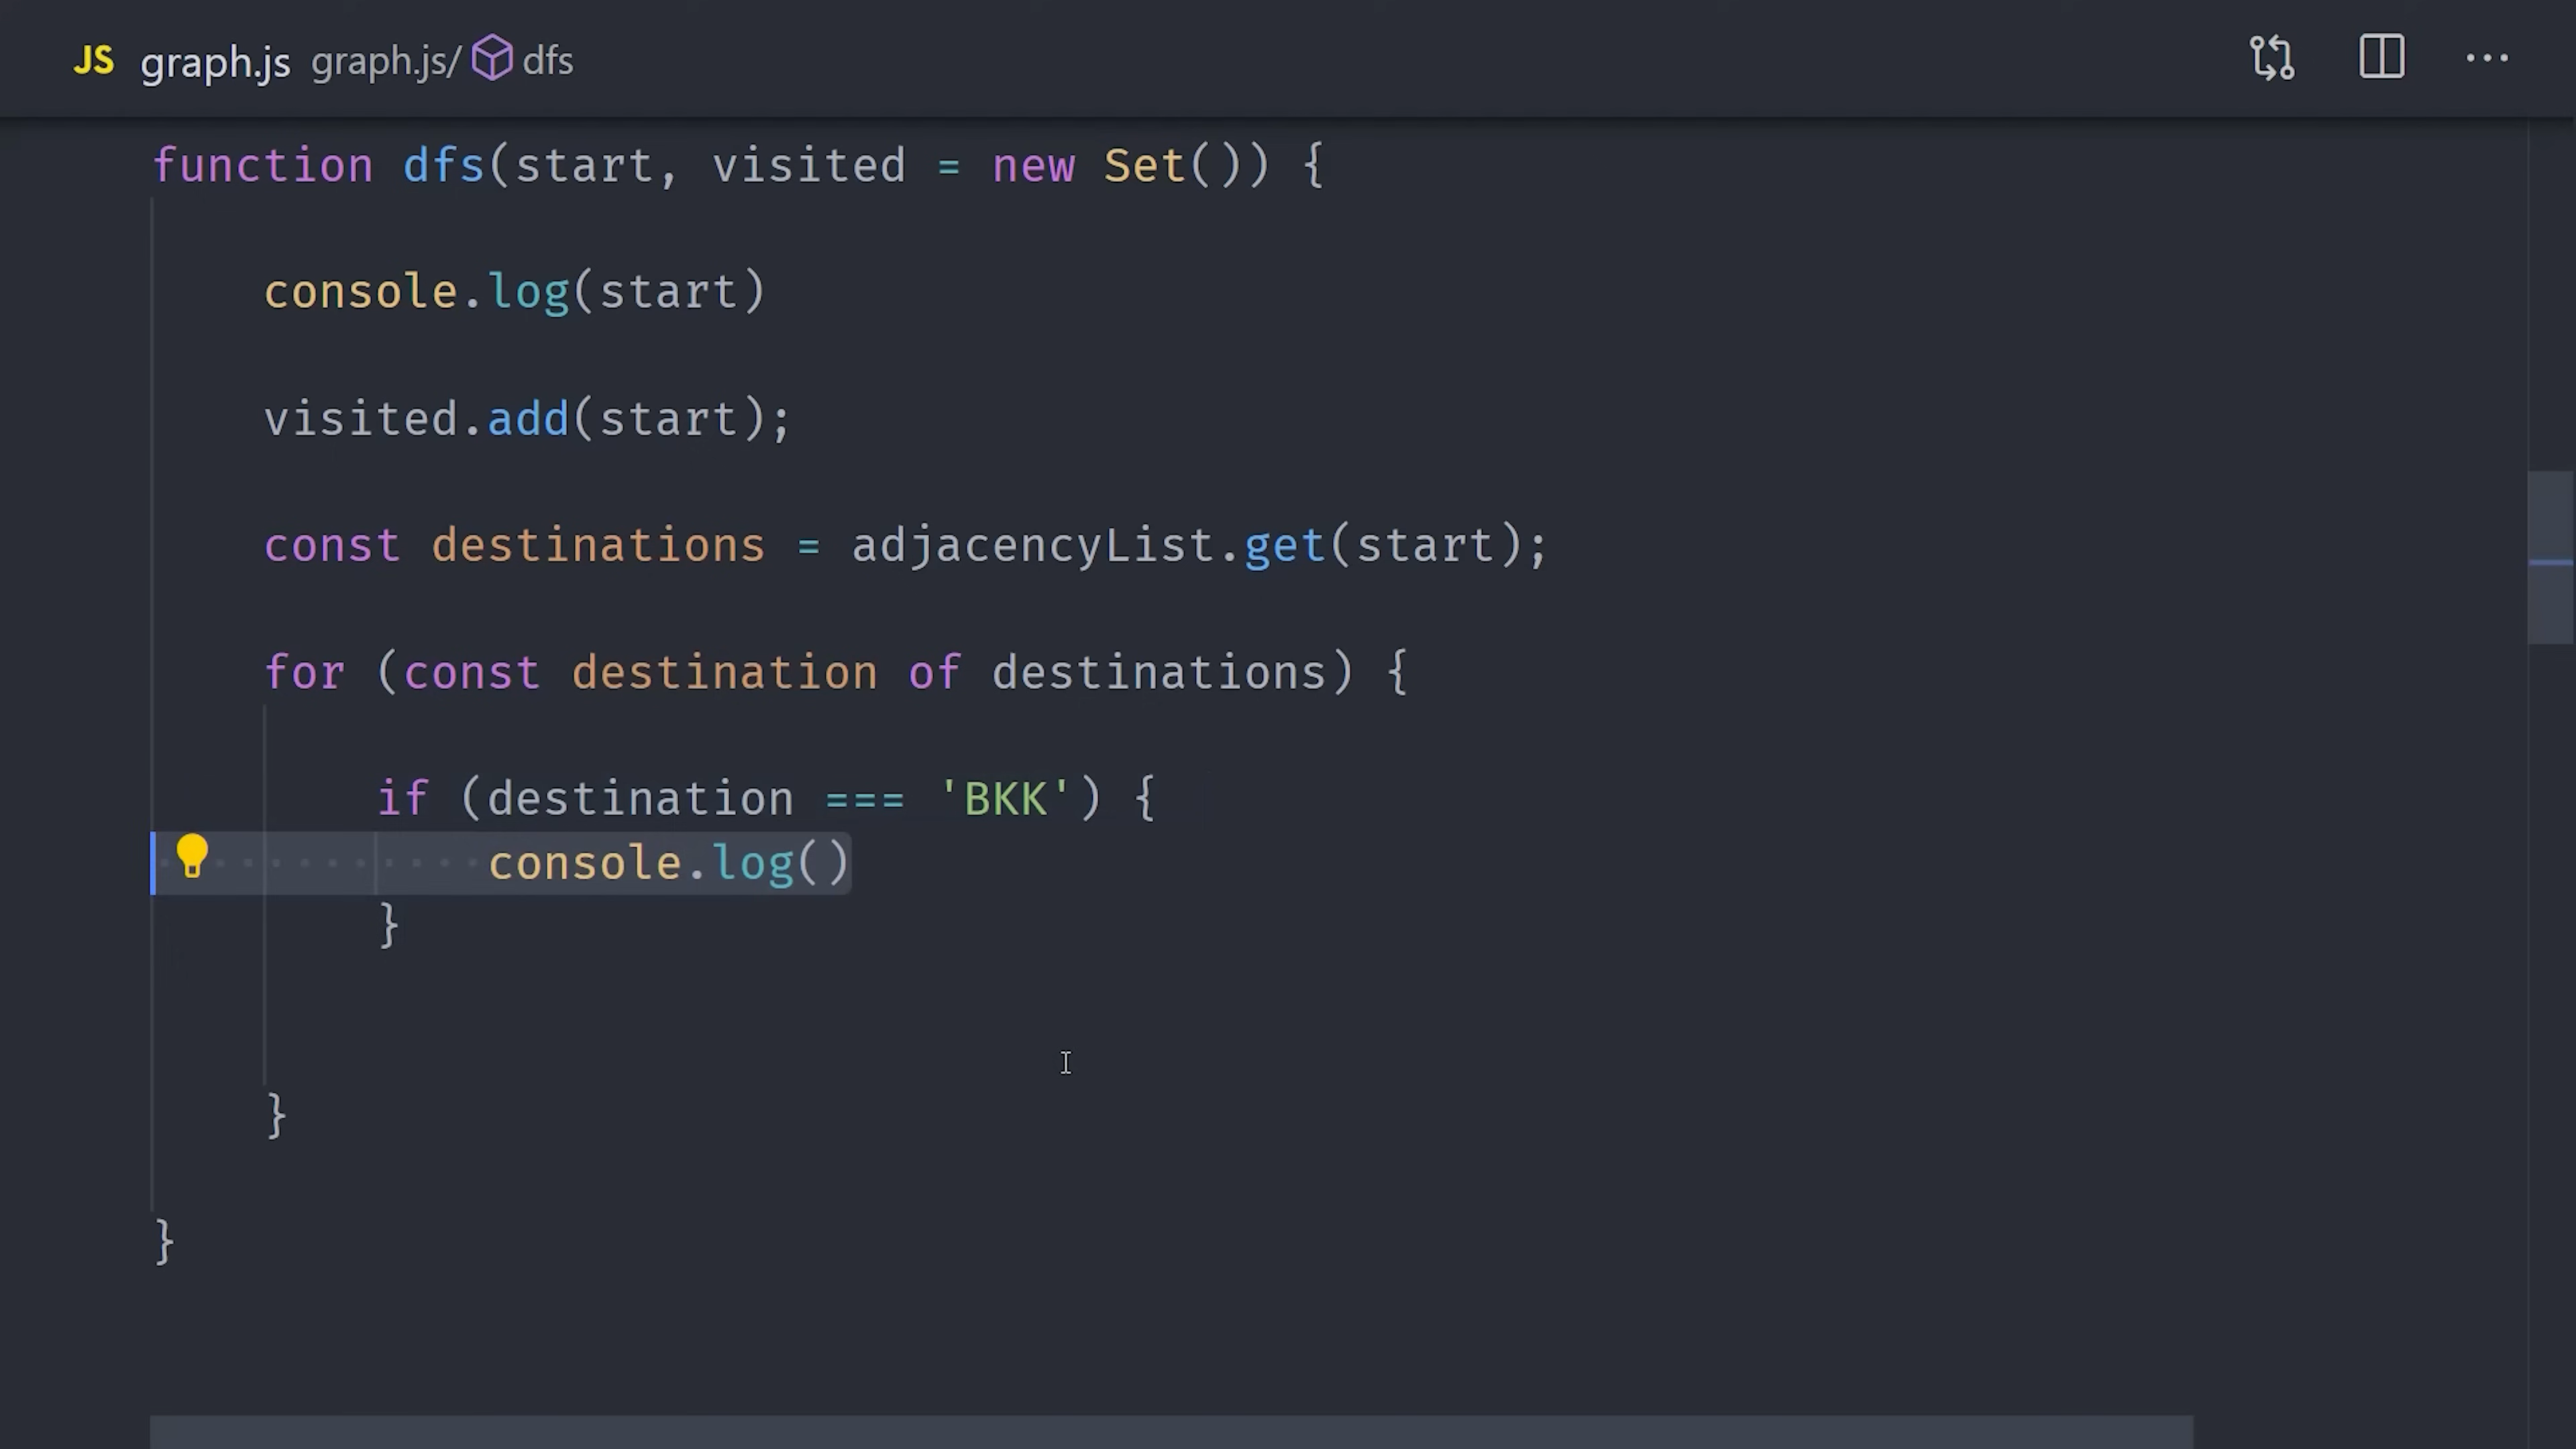 JS graph.js graph.js/ dfs
function dfs(start, visited = new Set()) {
console.log(start)
visited.add(start);
const destinations = adjacencyList.get(start);
for (const destination of destinations) {
if (destination === 'BKK') {
console.log()
}
}
}